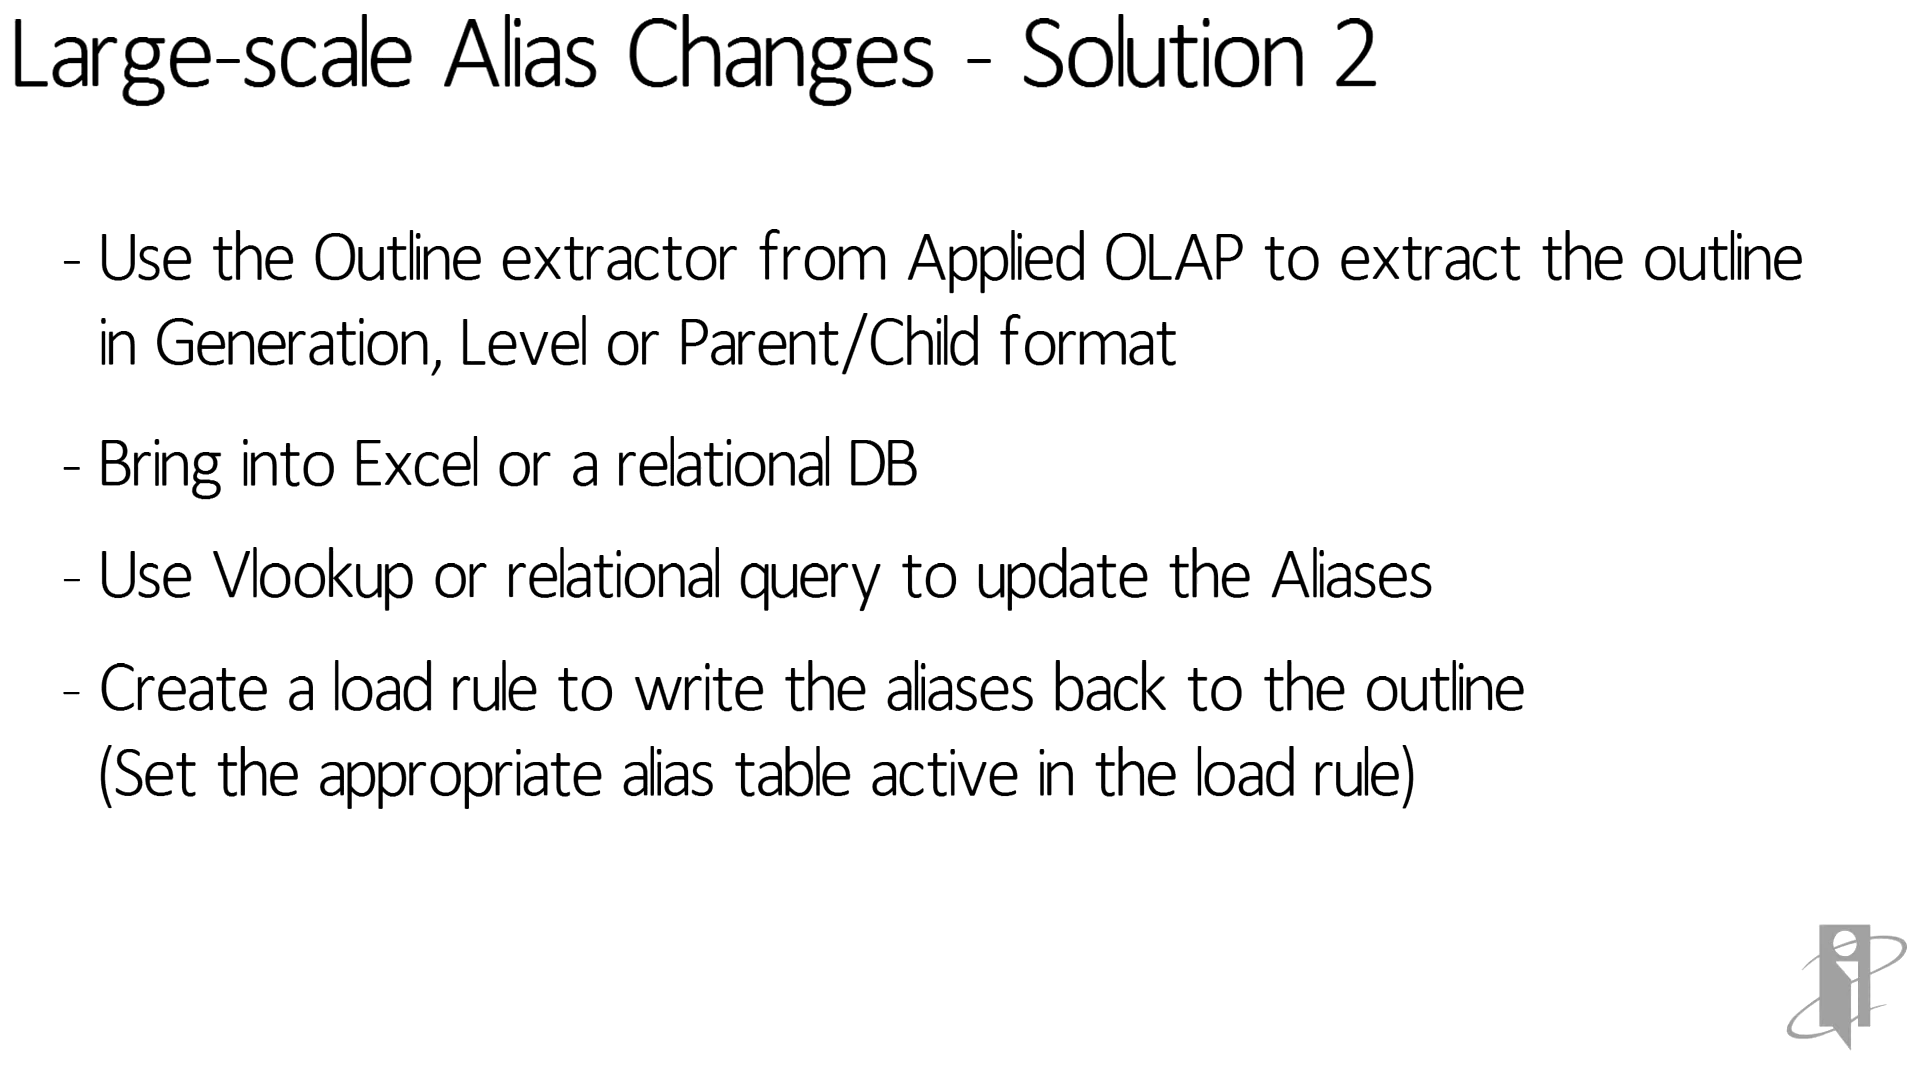 Large-scale Alias Changes - Solution 2
- Use the Outline extractor from Applied OLAP to extract the outline
in Generation, Level or Parent/Child format
- Bring into Excel or a relational DB
- Use Vlookup or relational query to update the Aliases
- Create a load rule to write the aliases back to the outline
(Set the appropriate alias table active in the load rule)